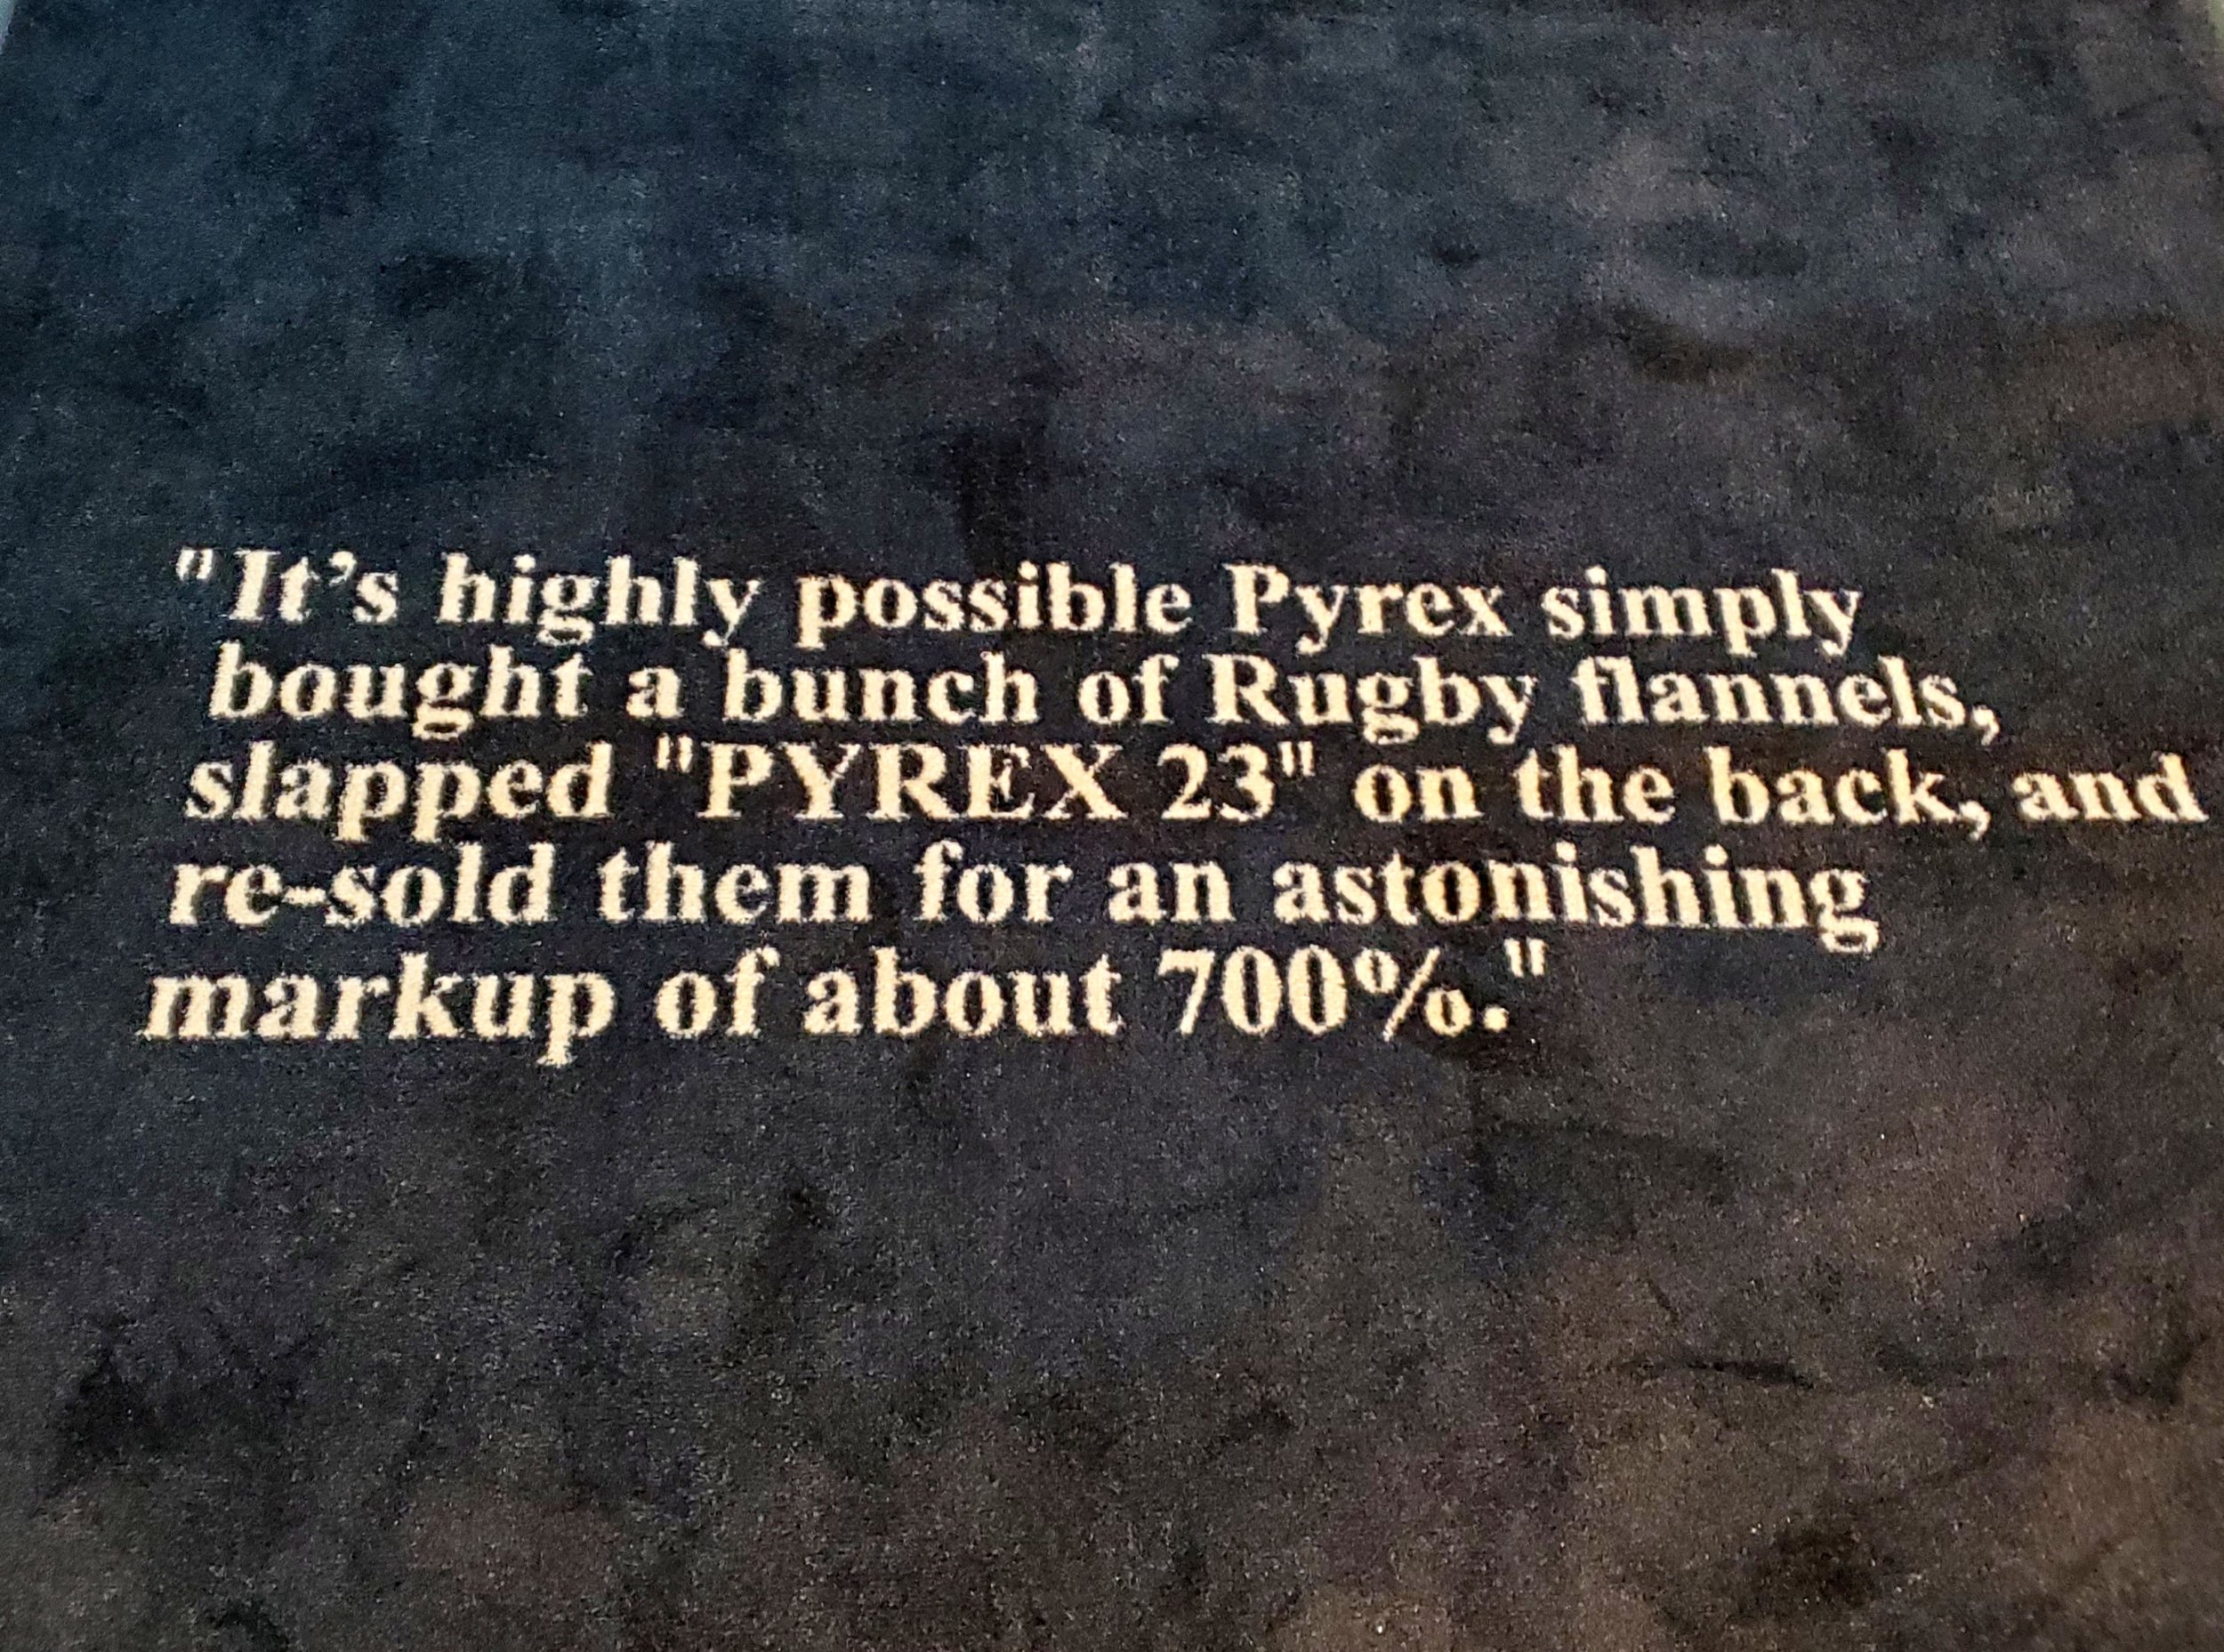 "It’s highly possible Pyrex simply
bought a bunch of Rugby flannels,
slapped "PYREX 23" on the back, and
re-sold them for an astonishing
markup of about 700%."